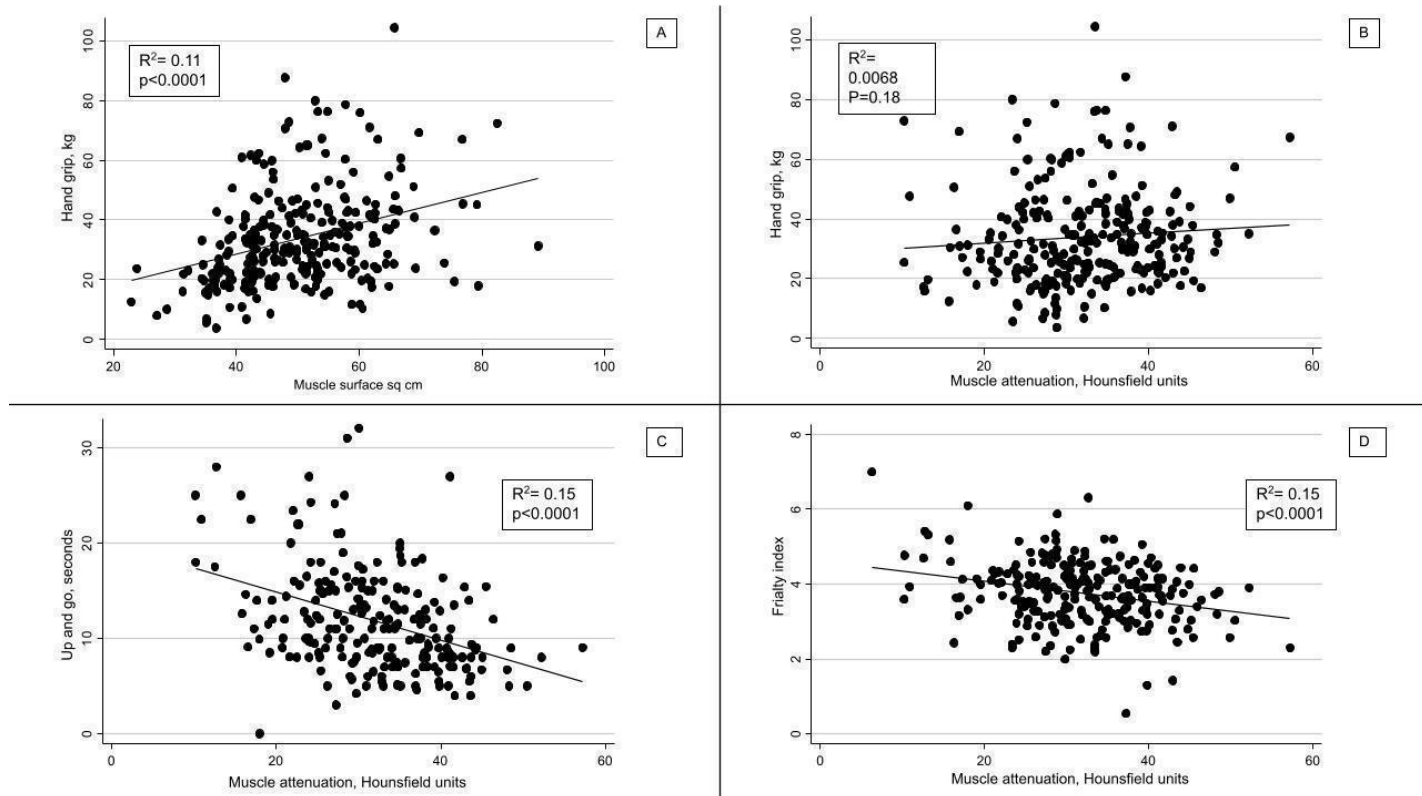 A
R²= 0.11
p<0.0001
Hand grip, kg
100
80
60
40
20
0
20 40 60 80 100
Muscle surface sq cm
B
R²=
0.0068
P=0.18
Hand grip, kg
100
80
60
40
20
0
0 20 40 60
Muscle attenuation, Hounsfield units
C
R²= 0.15
p<0.0001
Up and go, seconds
30
20
10
0
0 20 40 60
Muscle attenuation, Hounsfield units
D
R²= 0.15
p<0.0001
Frialty index
8
6
4
2
0
0 20 40 60
Muscle attenuation, Hounsfield units